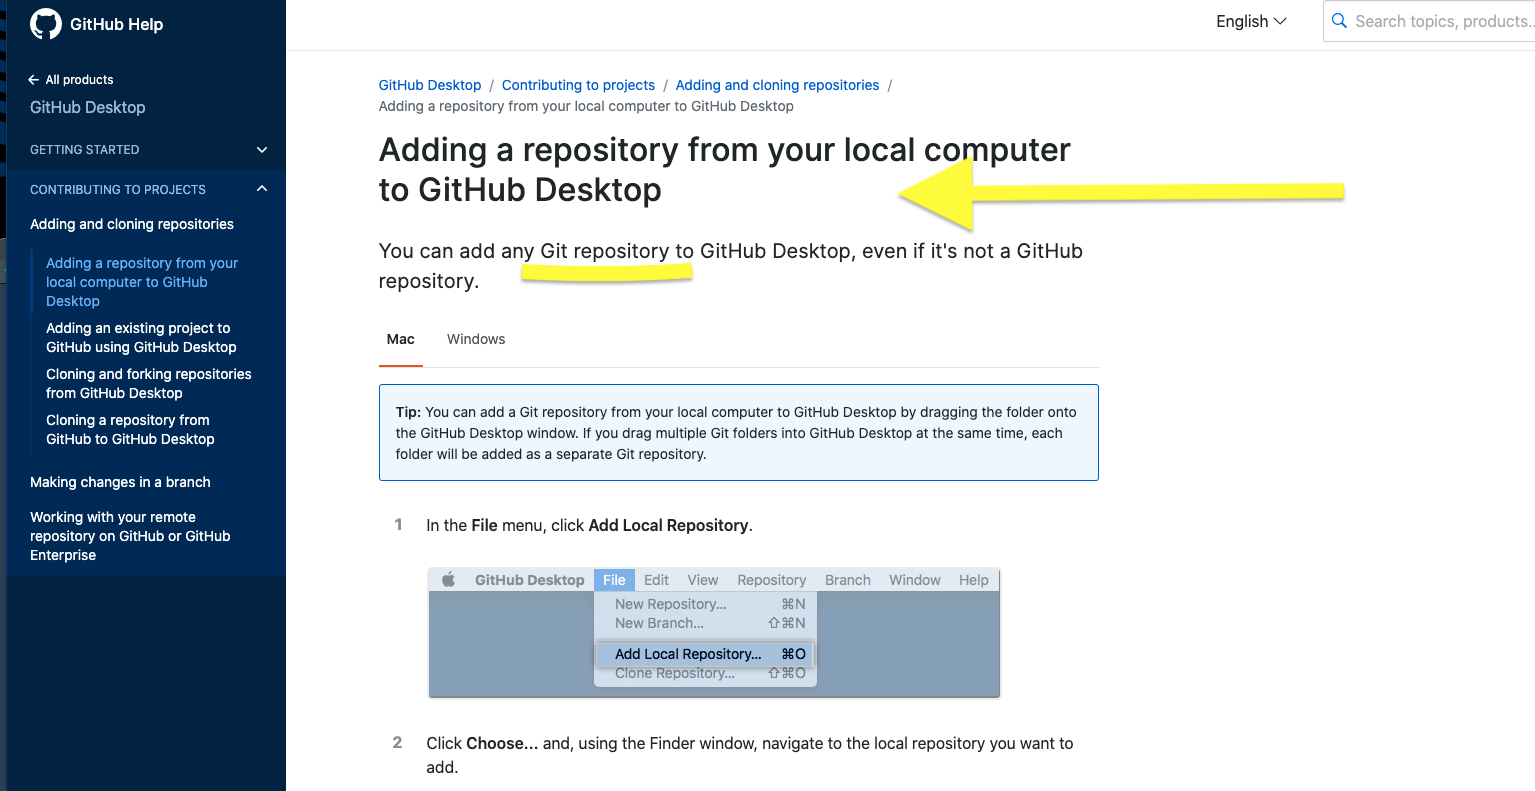 GitHub Help
English
Search topics, products...
All products
GitHub Desktop
GETTING STARTED
CONTRIBUTING TO PROJECTS
Adding and cloning repositories
Adding a repository from your
local computer to GitHub
Desktop
Adding an existing project to
GitHub using GitHub Desktop
Cloning and forking repositories
from GitHub Desktop
Cloning a repository from
GitHub to GitHub Desktop
Making changes in a branch
Working with your remote
repository on GitHub or GitHub
Enterprise
GitHub Desktop / Contributing to projects / Adding and cloning repositories /
Adding a repository from your local computer to GitHub Desktop
Adding a repository from your local computer
to GitHub Desktop
You can add any Git repository to GitHub Desktop, even if it's not a GitHub
repository.
Mac Windows
Tip: You can add a Git repository from your local computer to GitHub Desktop by dragging the folder onto
the GitHub Desktop window. If you drag multiple Git folders into GitHub Desktop at the same time, each
folder will be added as a separate Git repository.
1 In the File menu, click Add Local Repository.
GitHub Desktop File Edit View Repository Branch Window Help
New Repository... ⌘N
New Branch... ⇧⌘N
Add Local Repository... ⌘O
Clone Repository... ⇧⌘O
2 Click Choose... and, using the Finder window, navigate to the local repository you want to
add.